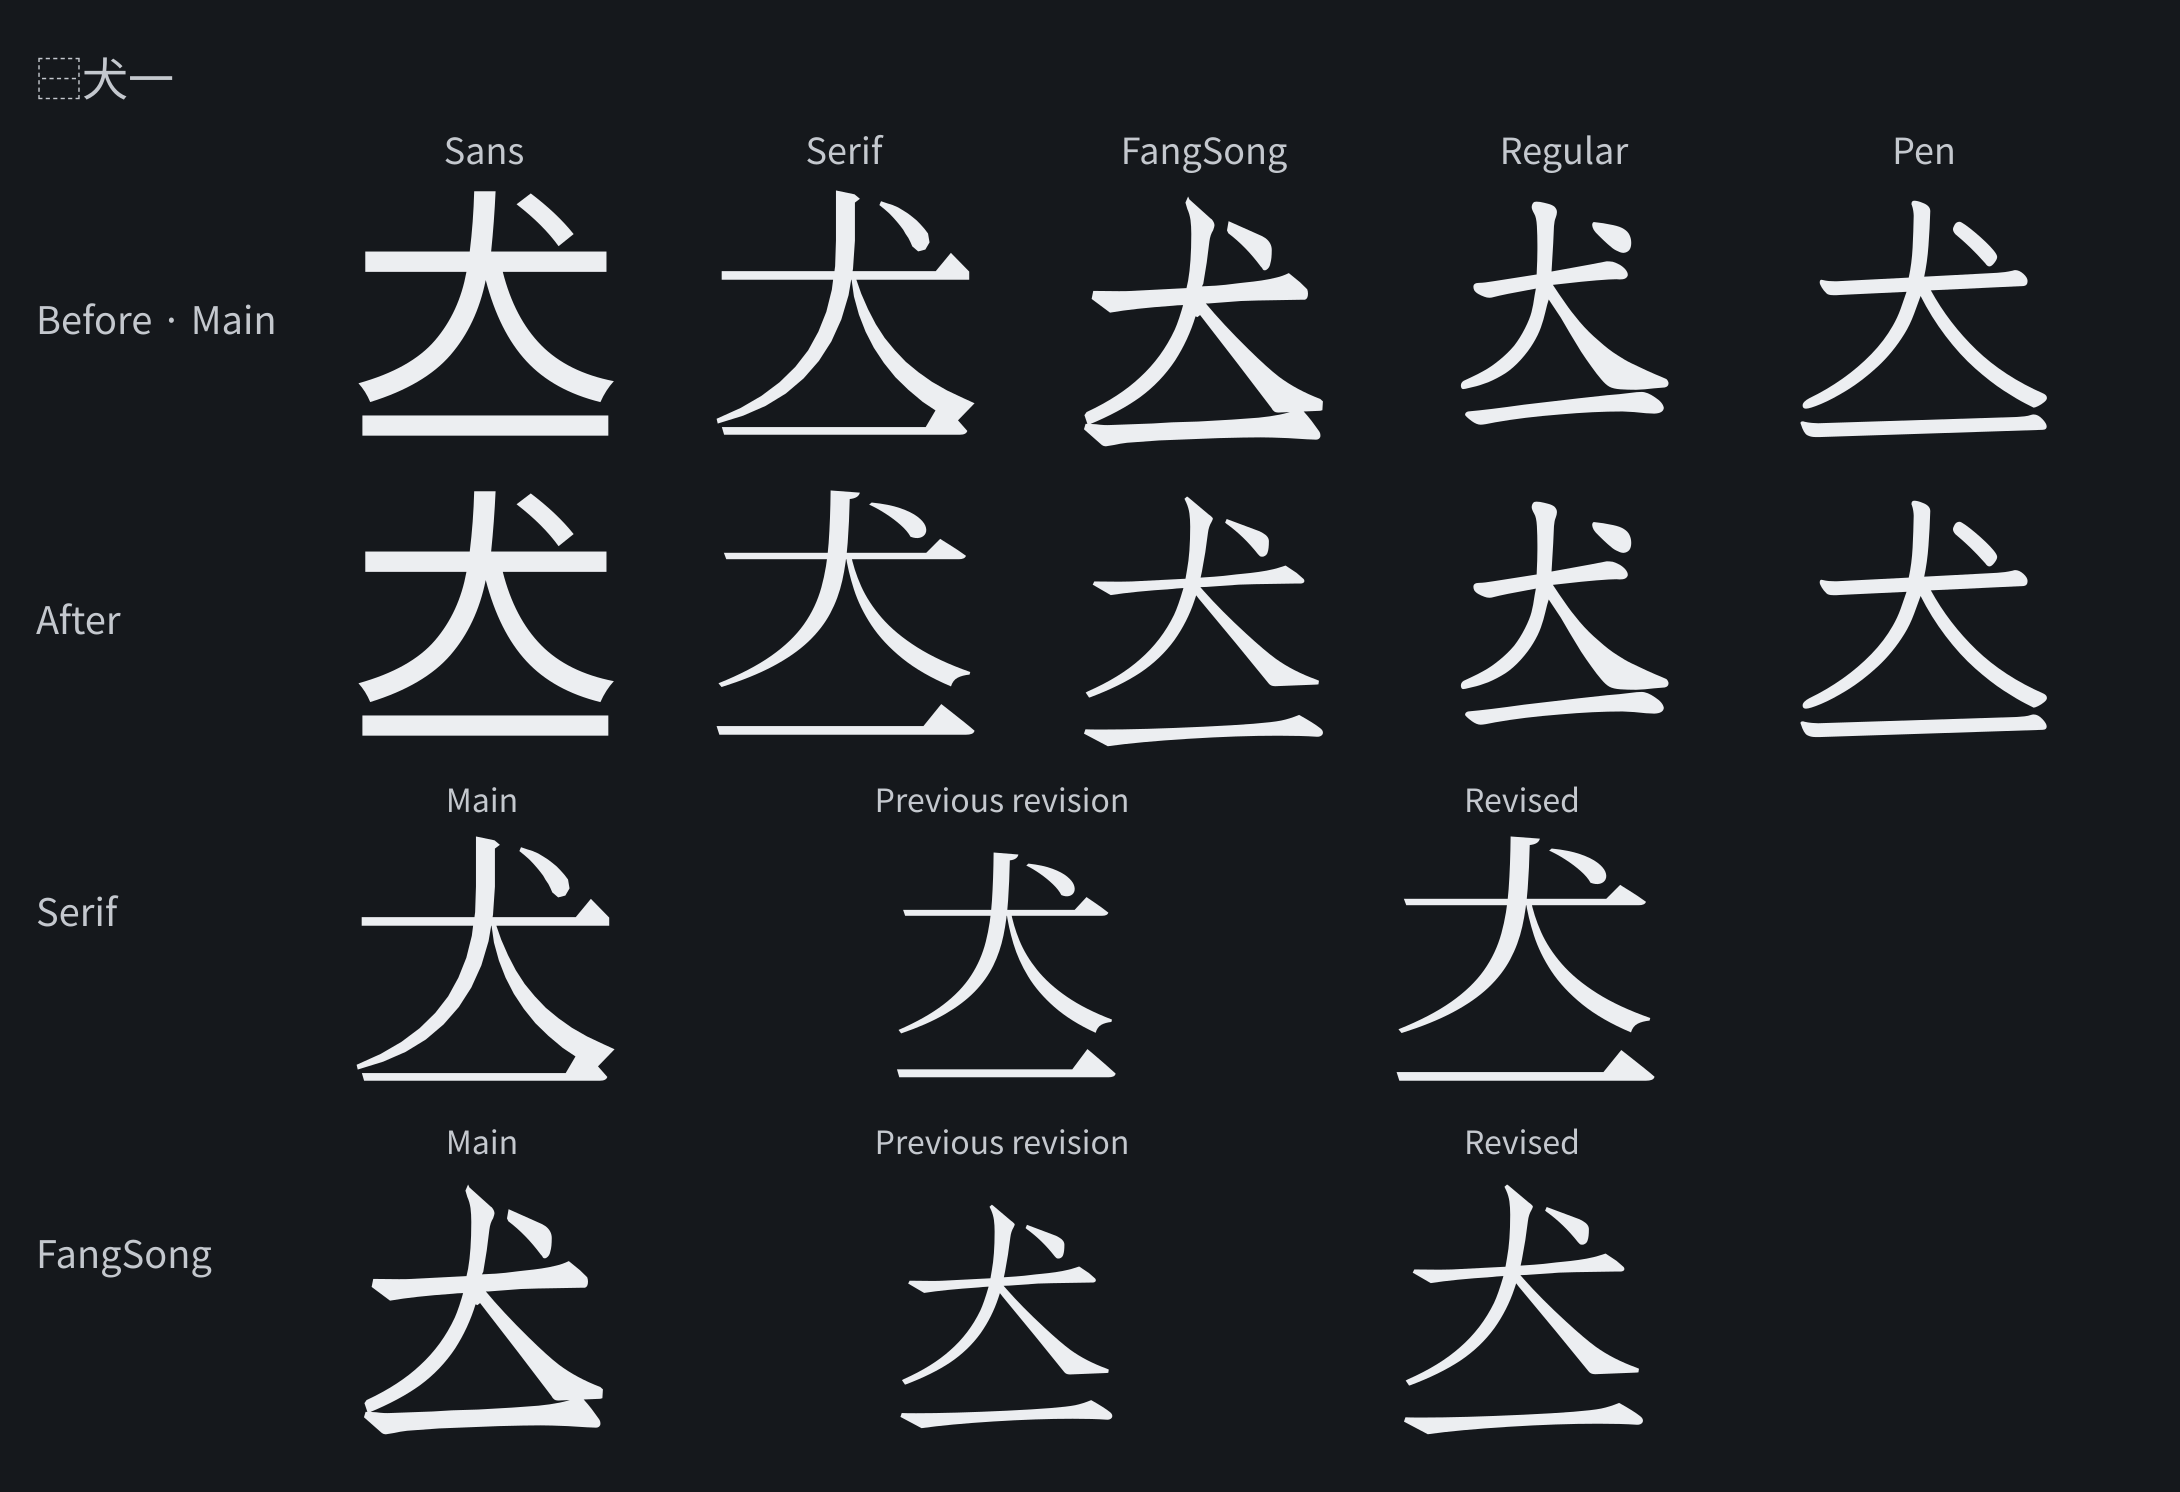 ⿱犬一
Sans Serif FangSong Regular Pen
Before · Main
After
Main Previous revision Revised
Serif
Main Previous revision Revised
FangSong